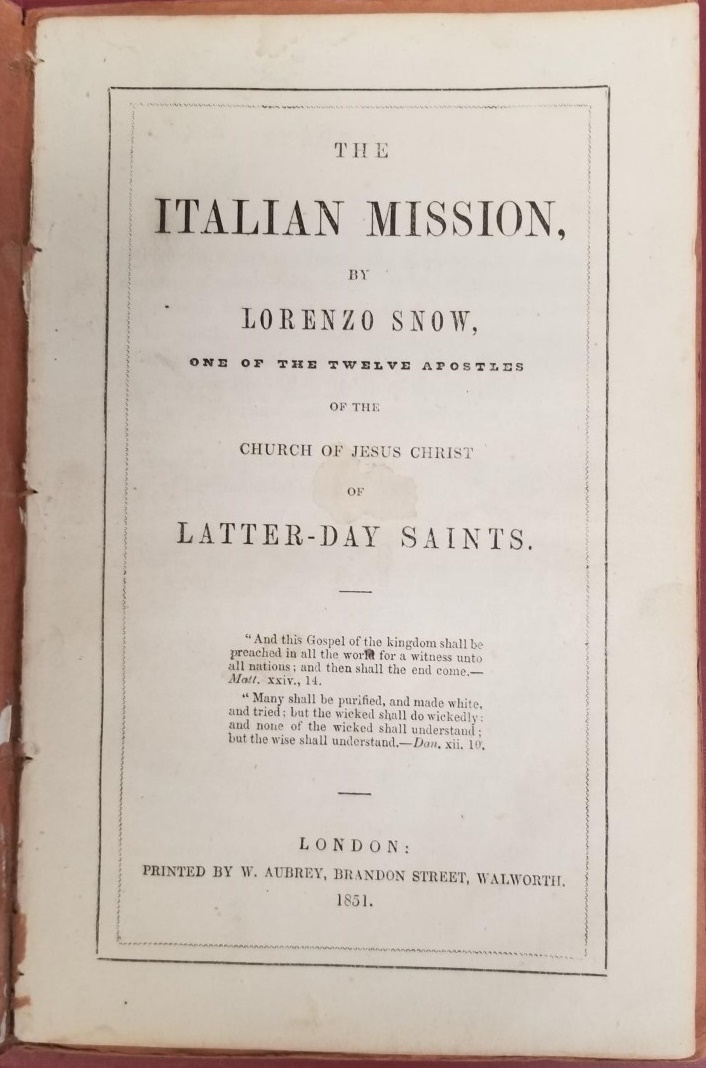 THE
ITALIAN MISSION,
BY
LORENZO SNOW,
ONE OF THE TWELVE APOSTLES
OF THE
CHURCH OF JESUS CHRIST
OF
LATTER-DAY SAINTS.
"And this Gospel of the kingdom shall be
preached in all the world for a witness unto
all nations; and then shall the end come.—
Matt. xxiv., 14.
"Many shall be purified, and made white,
and tried; but the wicked shall do wickedly:
and none of the wicked shall understand;
but the wise shall understand.—Dan. xii. 10.
LONDON:
PRINTED BY W. AUBREY, BRANDON STREET, WALWORTH.
1851.